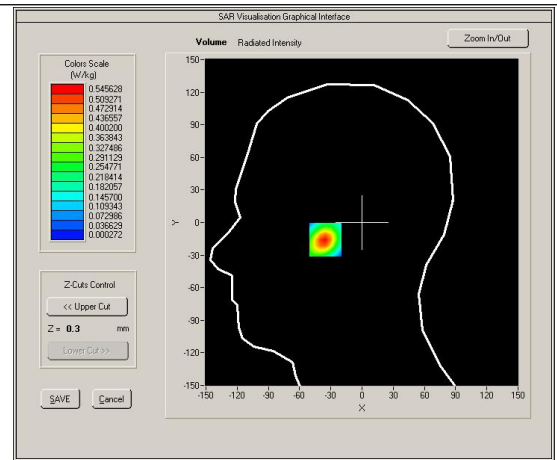 SAR Visualisation Graphical Interface
Volume Radiated Intensity
Zoom In/Out
Colors Scale
(W/kg)
0.545628
0.509271
0.472914
0.436557
0.400200
0.363843
0.327486
0.291129
0.254771
0.218414
0.182057
0.145700
0.109343
0.072986
0.036629
0.000272
Z-Cuts Control
<< Upper Cut
Z = 0.3 mm
Lower Cut >>
SAVE Cancel
150
120
90
60
30
0
-30
-60
-90
-120
-150
Y
-150 -120 -90 -60 -30 0 30 60 90 120 150
X